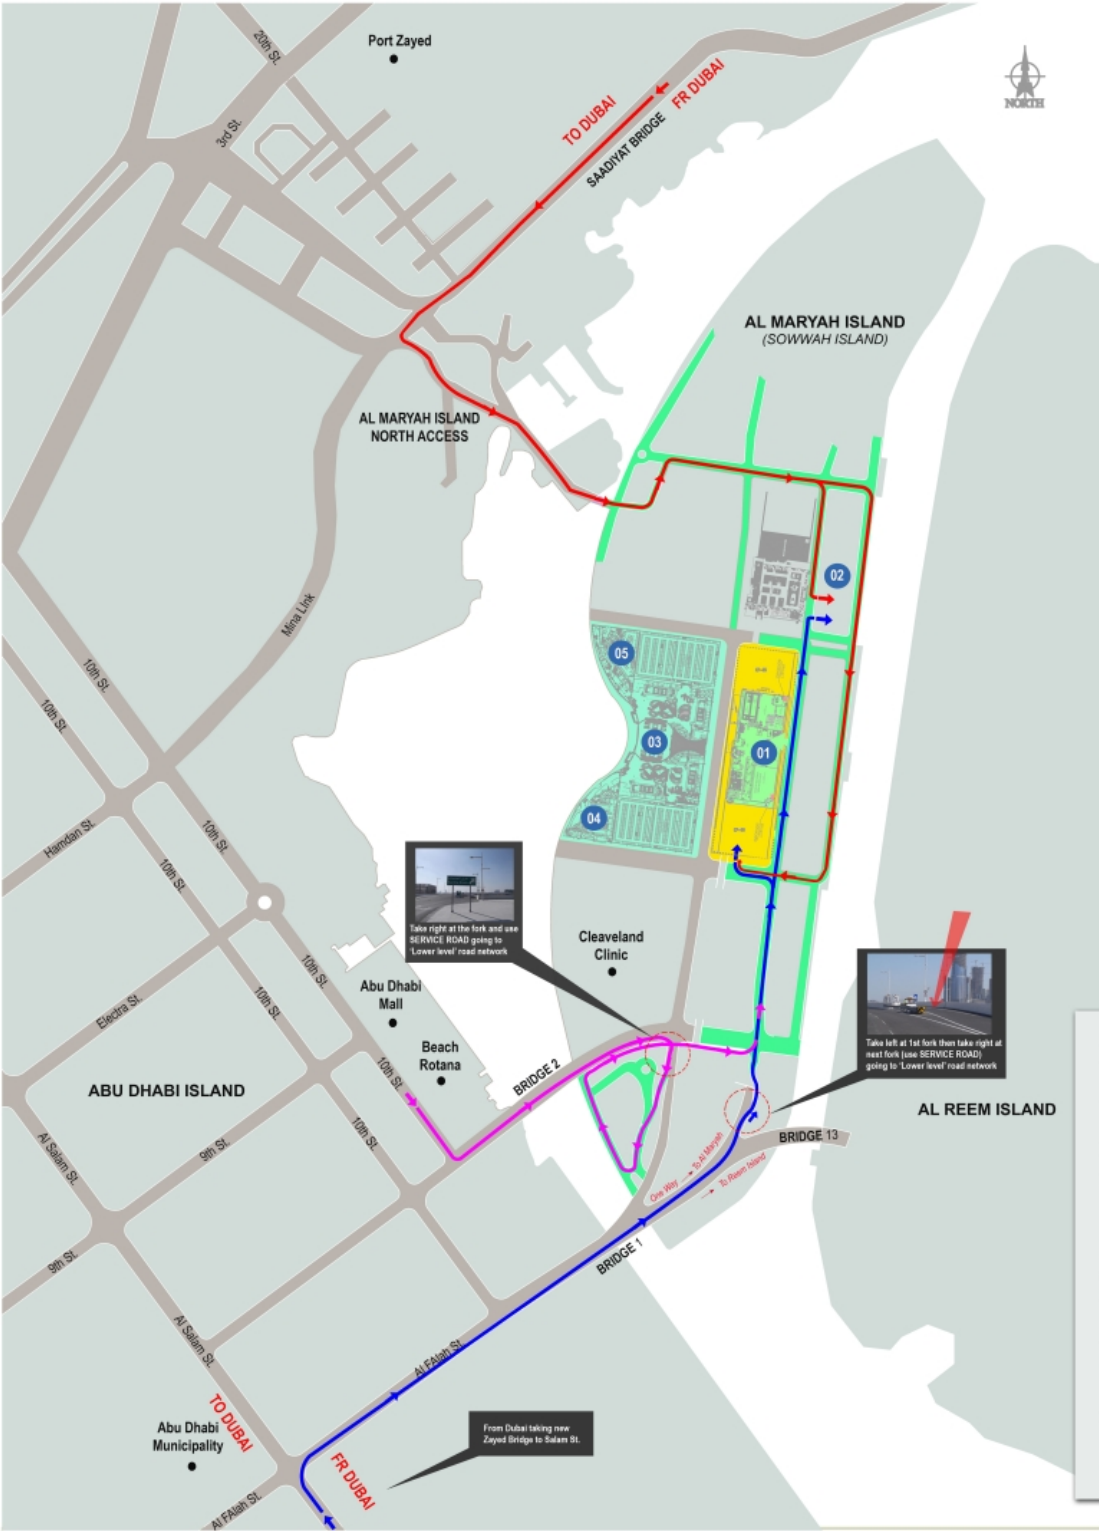 20th St.
Port Zayed
3rd St.
TO DUBAI
FR DUBAI
SAADIYAT BRIDGE
NORTH
AL MARYAH ISLAND
(SOWWAH ISLAND)
AL MARYAH ISLAND
NORTH ACCESS
02
Mina Link
05
03
01
04
10th St.
10th St.
Hamdan St.
10th St.
10th St.
Take right at the fork and use
SERVICE ROAD going to
'Lower level' road network
Cleaveland
Clinic
10th St.
Abu Dhabi
Mall
Electra St.
10th St.
Beach
Rotana
10th St.
BRIDGE 2
Take left at 1st fork then take right at
next fork (use SERVICE ROAD)
going to 'Lower level' road network
ABU DHABI ISLAND
AL REEM ISLAND
BRIDGE 13
10th St.
9th St.
Al Salam St.
One Way
To Al Maryah
To Reem Island
BRIDGE 1
9th St.
Al Salam St.
Al FAlah St.
TO DUBAI
Abu Dhabi
Municipality
From Dubai taking new
Zayed Bridge to Salam St.
FR DUBAI
Al FAlah St.